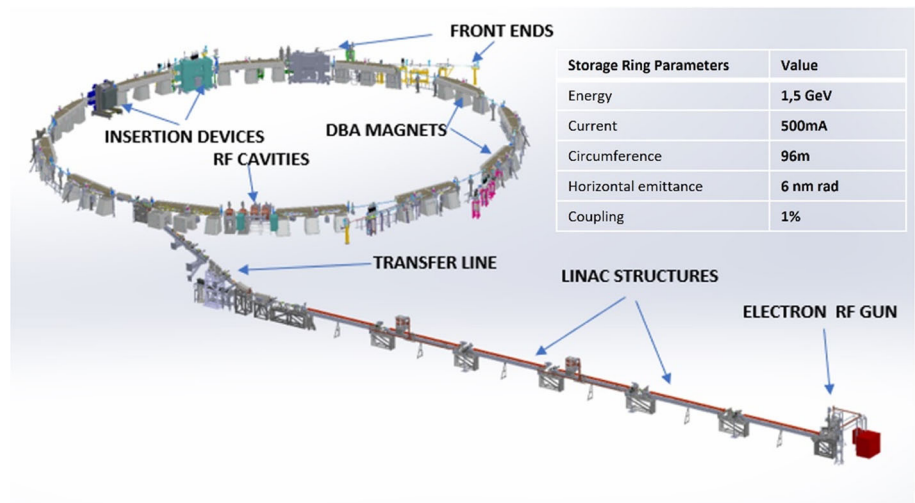 FRONT ENDS
INSERTION DEVICES
DBA MAGNETS
RF CAVITIES
TRANSFER LINE
LINAC STRUCTURES
ELECTRON RF GUN
Storage Ring Parameters Value
Energy 1,5 GeV
Current 500mA
Circumference 96m
Horizontal emittance 6 nm rad
Coupling 1%